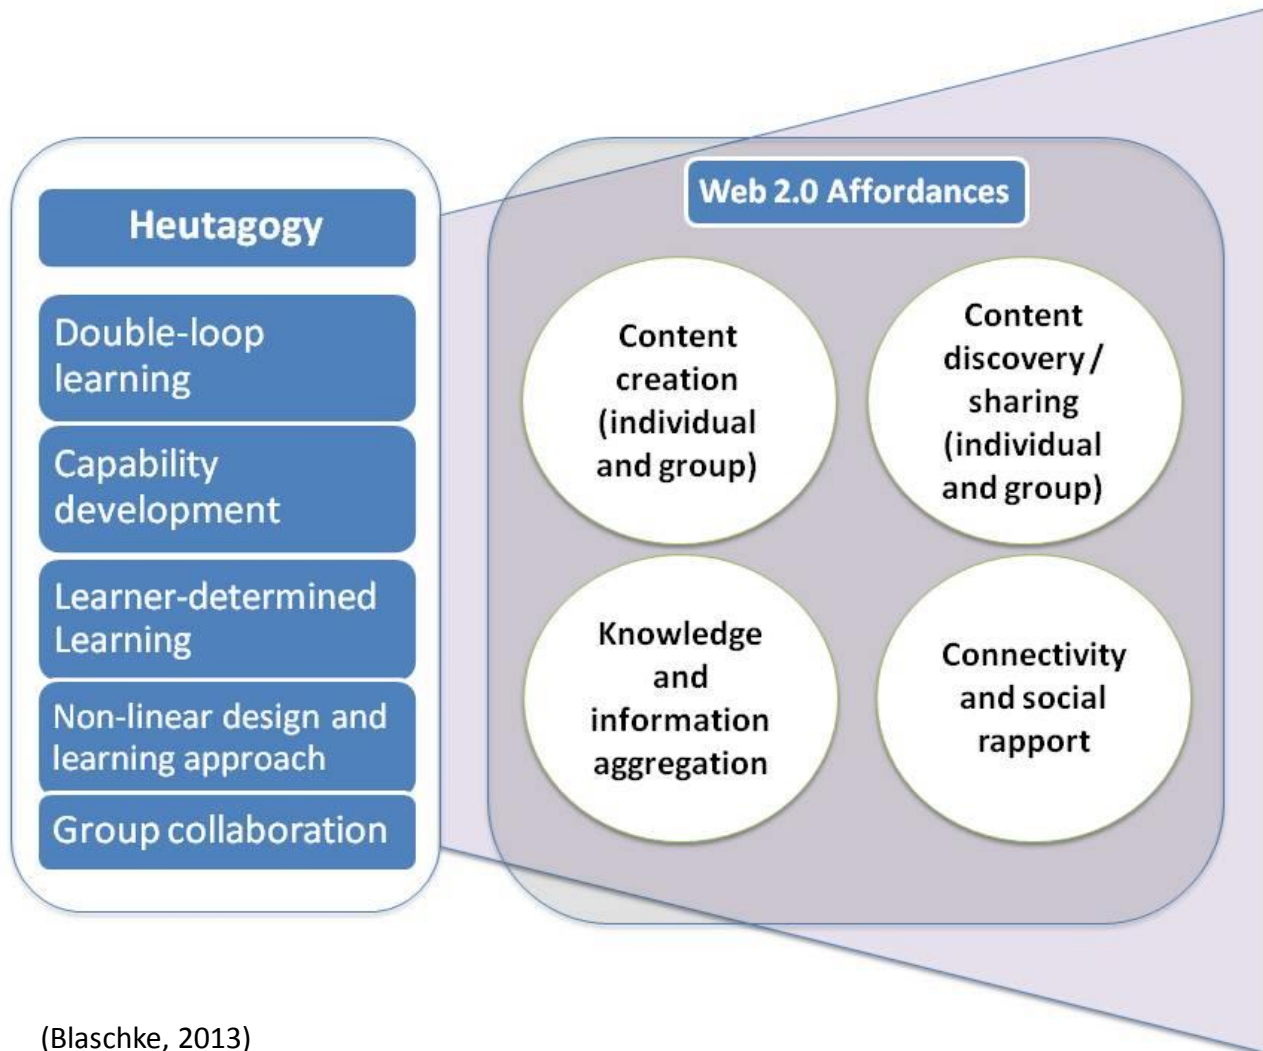 Heutagogy
Double-loop
learning
Capability
development
Learner-determined
Learning
Non-linear design and
learning approach
Group collaboration
Web 2.0 Affordances
Content
creation
(individual
and group)
Content
discovery /
sharing
(individual
and group)
Knowledge
and
information
aggregation
Connectivity
and social
rapport
(Blaschke, 2013)